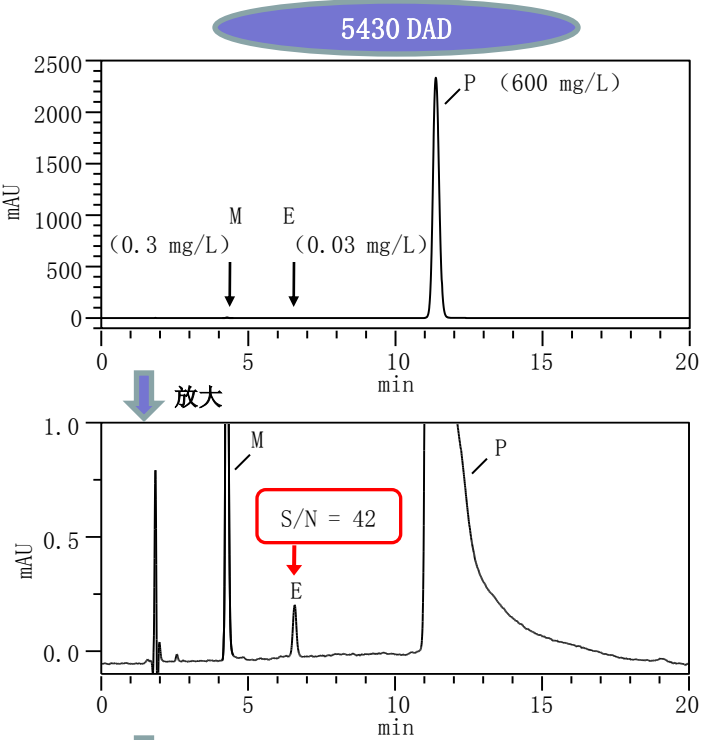 5430 DAD
2500
2000
1500
1000
500
0
mAU
P （600 mg/L）
M E
（0.3 mg/L） （0.03 mg/L）
0 5 10 15 20
min
放大
1.0
0.5
0.0
mAU
M
P
S/N = 42
E
0 5 10 15 20
min